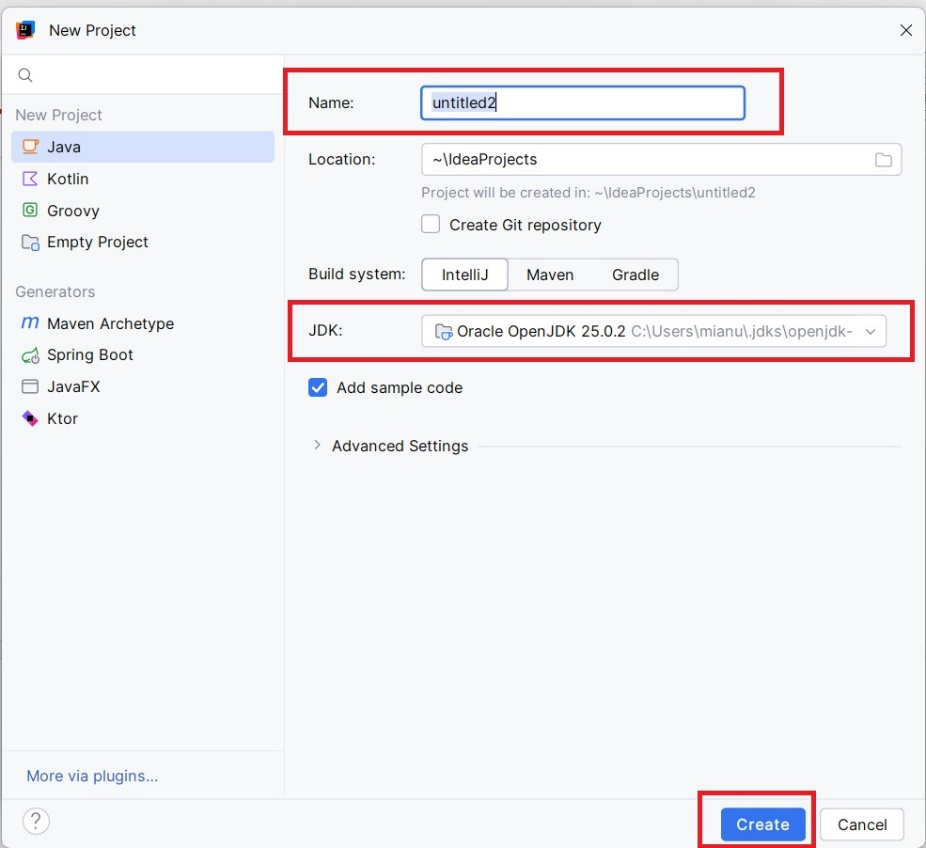 New Project
New Project
Java
Kotlin
Groovy
Empty Project
Generators
Maven Archetype
Spring Boot
JavaFX
Ktor
More via plugins...
Name: untitled2
Location: ~\IdeaProjects
Project will be created in: ~\IdeaProjects\untitled2
Create Git repository
Build system: IntelliJ Maven Gradle
JDK: Oracle OpenJDK 25.0.2 C:\Users\mianu\.jdks\openjdk-
Add sample code
Advanced Settings
? Create Cancel